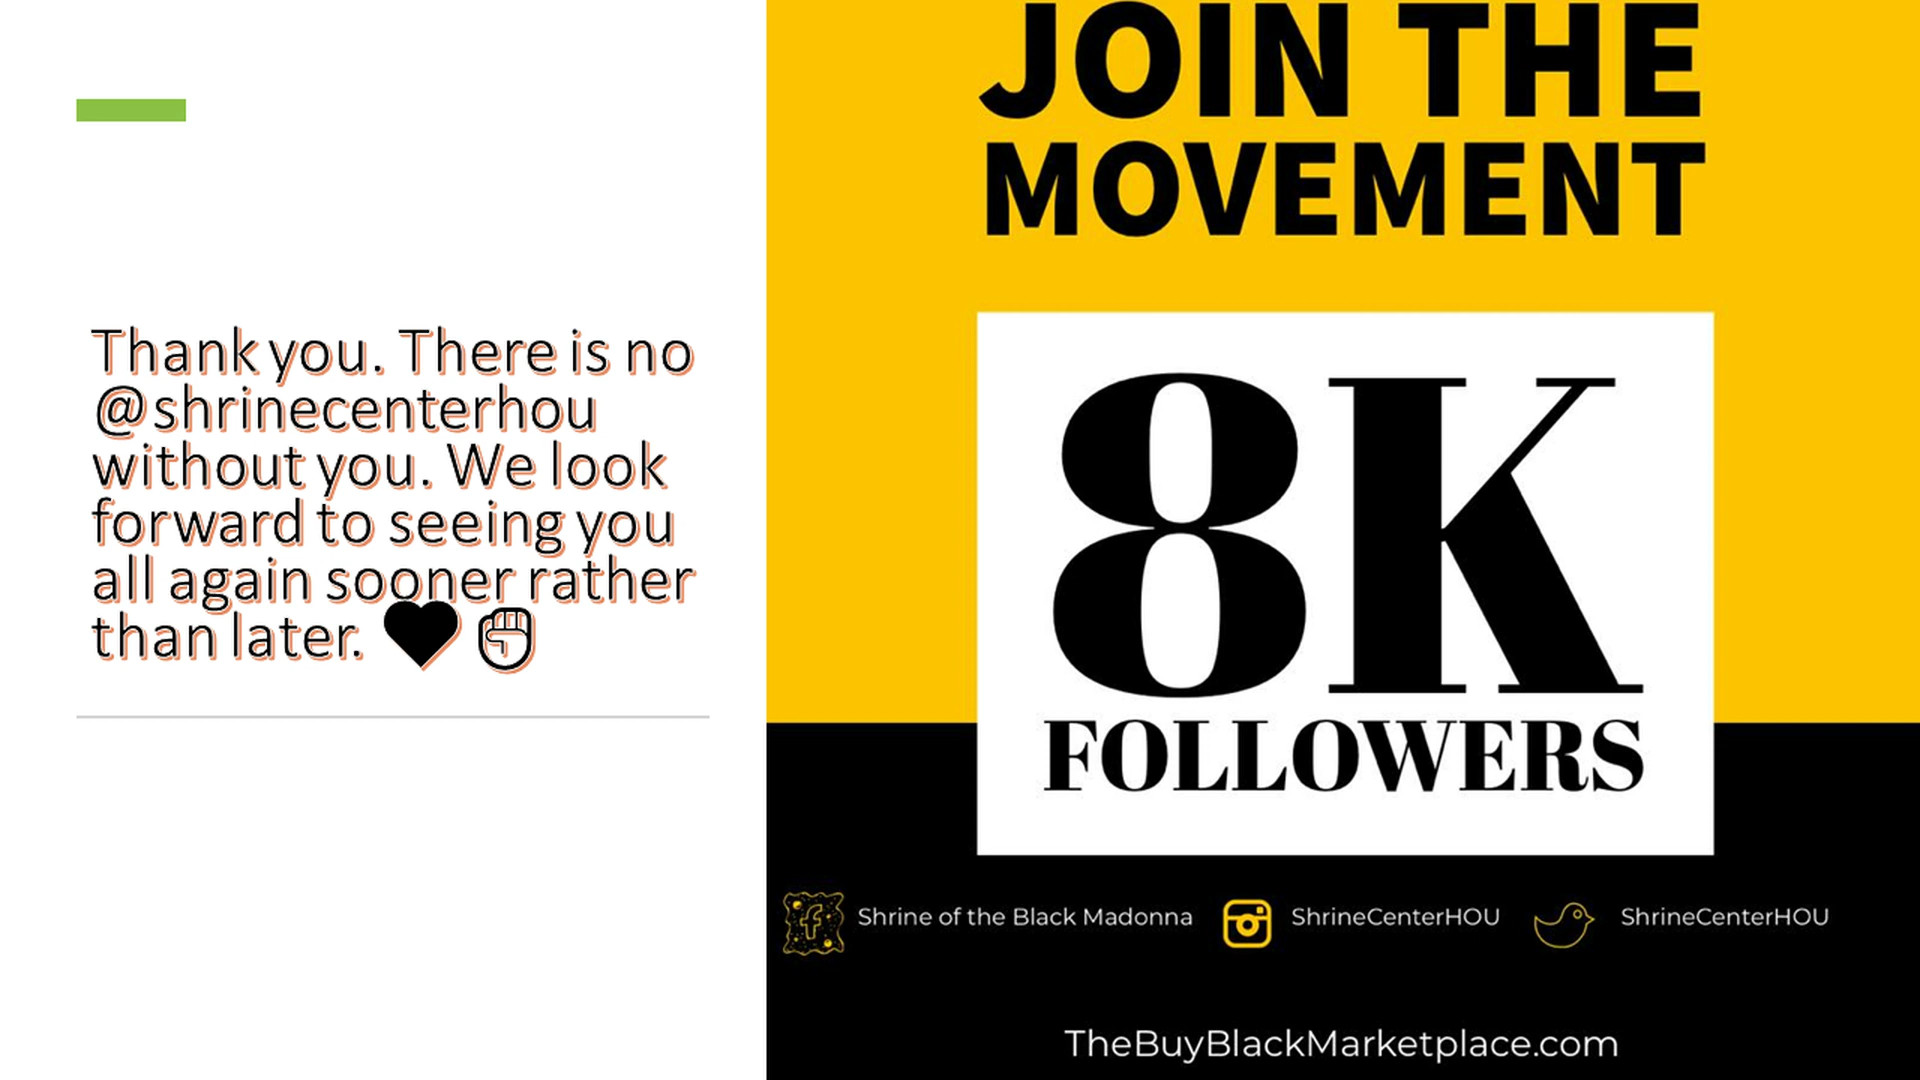 Thank you. There is no
@shrinecenterhou
without you. We look
forward to seeing you
all again sooner rather
than later. 🖤 ✊
JOIN THE
MOVEMENT
8K
FOLLOWERS
Shrine of the Black Madonna
ShrineCenterHOU
ShrineCenterHOU
TheBuyBlackMarketplace.com